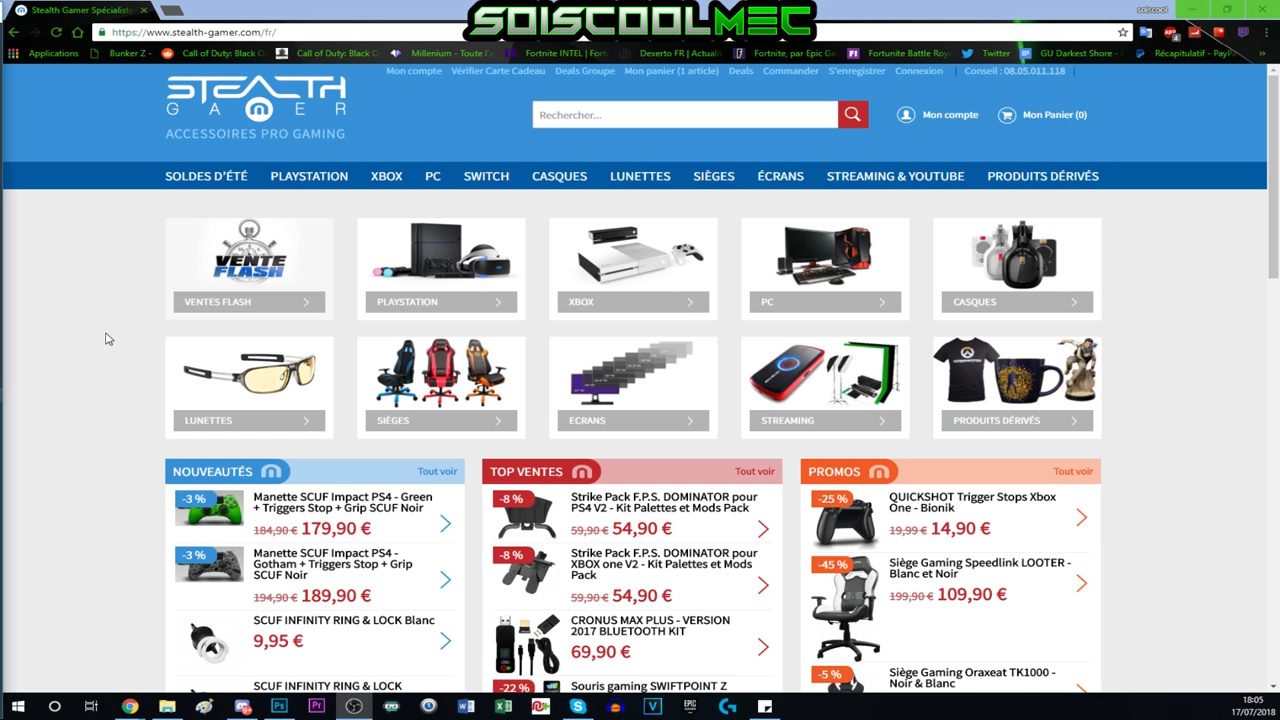 Stealth Gamer Spécialiste
SOISCOOLMEC
soiscool
https://www.stealth-gamer.com/fr/
Applications
Bunker Z -
Call of Duty: Black O
Call of Duty: Black O
Millenium - Toute l'
Fortnite INTEL | Fort
Dexerto FR | Actuali
Fortnite, par Epic Ga
Fortunite Battle Roy
Twitter
GU Darkest Shore -
Récapitulatif - PayP
Mon compte
Vérifier Carte Cadeau
Deals Groupe
Mon panier (1 article)
Deals
Commander
S'enregistrer
Connexion
Conseil : 08.05.011.118
STEALTH
GAMER
ACCESSOIRES PRO GAMING
Rechercher...
Mon compte
Mon Panier (0)
SOLDES D'ÉTÉ
PLAYSTATION
XBOX
PC
SWITCH
CASQUES
LUNETTES
SIÈGES
ÉCRANS
STREAMING & YOUTUBE
PRODUITS DÉRIVÉS
VENTE
FLASH
VENTES FLASH
PLAYSTATION
XBOX
PC
CASQUES
LUNETTES
SIÈGES
ECRANS
STREAMING
PRODUITS DÉRIVÉS
NOUVEAUTÉS
Tout voir
-3 %
Manette SCUF Impact PS4 - Green
+ Triggers Stop + Grip SCUF Noir
184,90 € 179,90 €
-3 %
Manette SCUF Impact PS4 -
Gotham + Triggers Stop + Grip
SCUF Noir
194,90 € 189,90 €
SCUF INFINITY RING & LOCK Blanc
9,95 €
SCUF INFINITY RING & LOCK
TOP VENTES
Tout voir
-8 %
Strike Pack F.P.S. DOMINATOR pour
PS4 V2 - Kit Palettes et Mods Pack
59,90 € 54,90 €
-8 %
Strike Pack F.P.S. DOMINATOR pour
XBOX one V2 - Kit Palettes et Mods
Pack
59,90 € 54,90 €
CRONUS MAX PLUS - VERSION
2017 BLUETOOTH KIT
69,90 €
-22 %
Souris gaming SWIFTPOINT Z
PROMOS
Tout voir
-25 %
QUICKSHOT Trigger Stops Xbox
One - Bionik
19,99 € 14,90 €
-45 %
Siège Gaming Speedlink LOOTER -
Blanc et Noir
199,90 € 109,90 €
-5 %
Siège Gaming Oraxeat TK1000 -
Noir & Blanc
18:05
17/07/2018